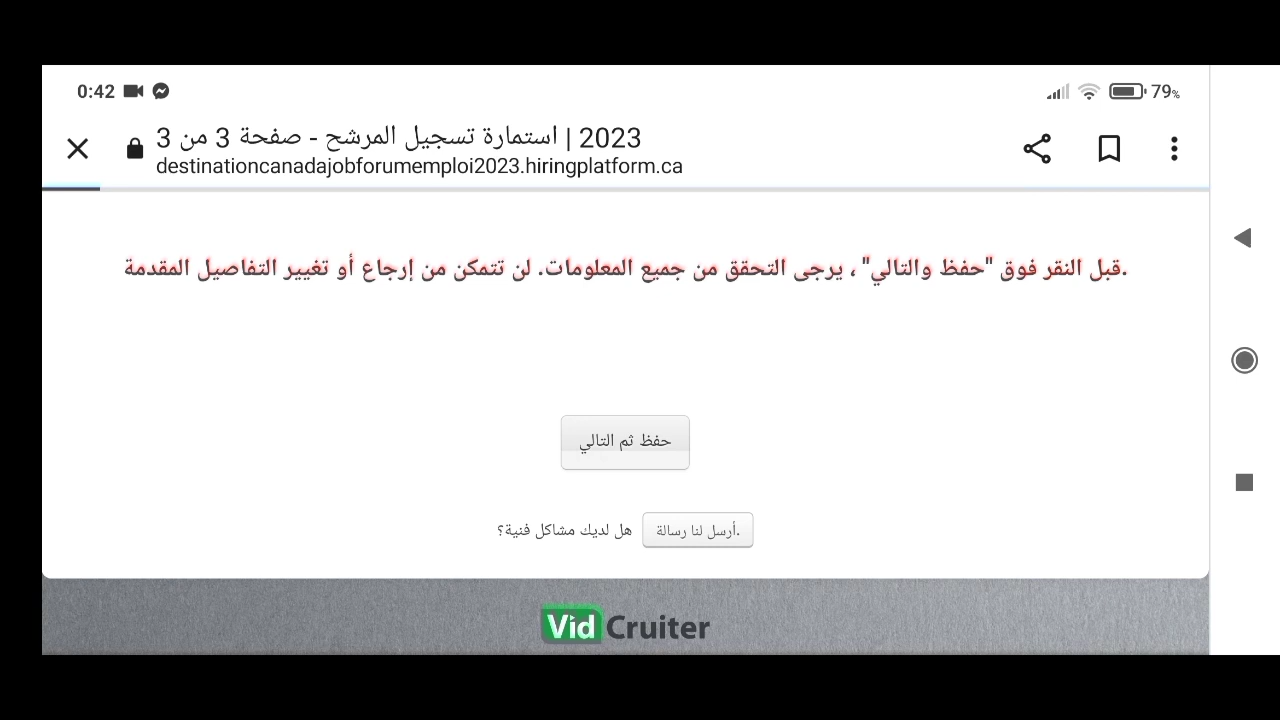 0:42
79%
2023 | استمارة تسجيل المرشح - صفحة 3 من 3
destinationcanadajobforumemploi2023.hiringplatform.ca
قبل النقر فوق "حفظ والتالي" ، يرجى التحقق من جميع المعلومات. لن تتمكن من إرجاع أو تغيير التفاصيل المقدمة.
حفظ ثم التالي
هل لديك مشاكل فنية؟ أرسل لنا رسالة.
VidCruiter